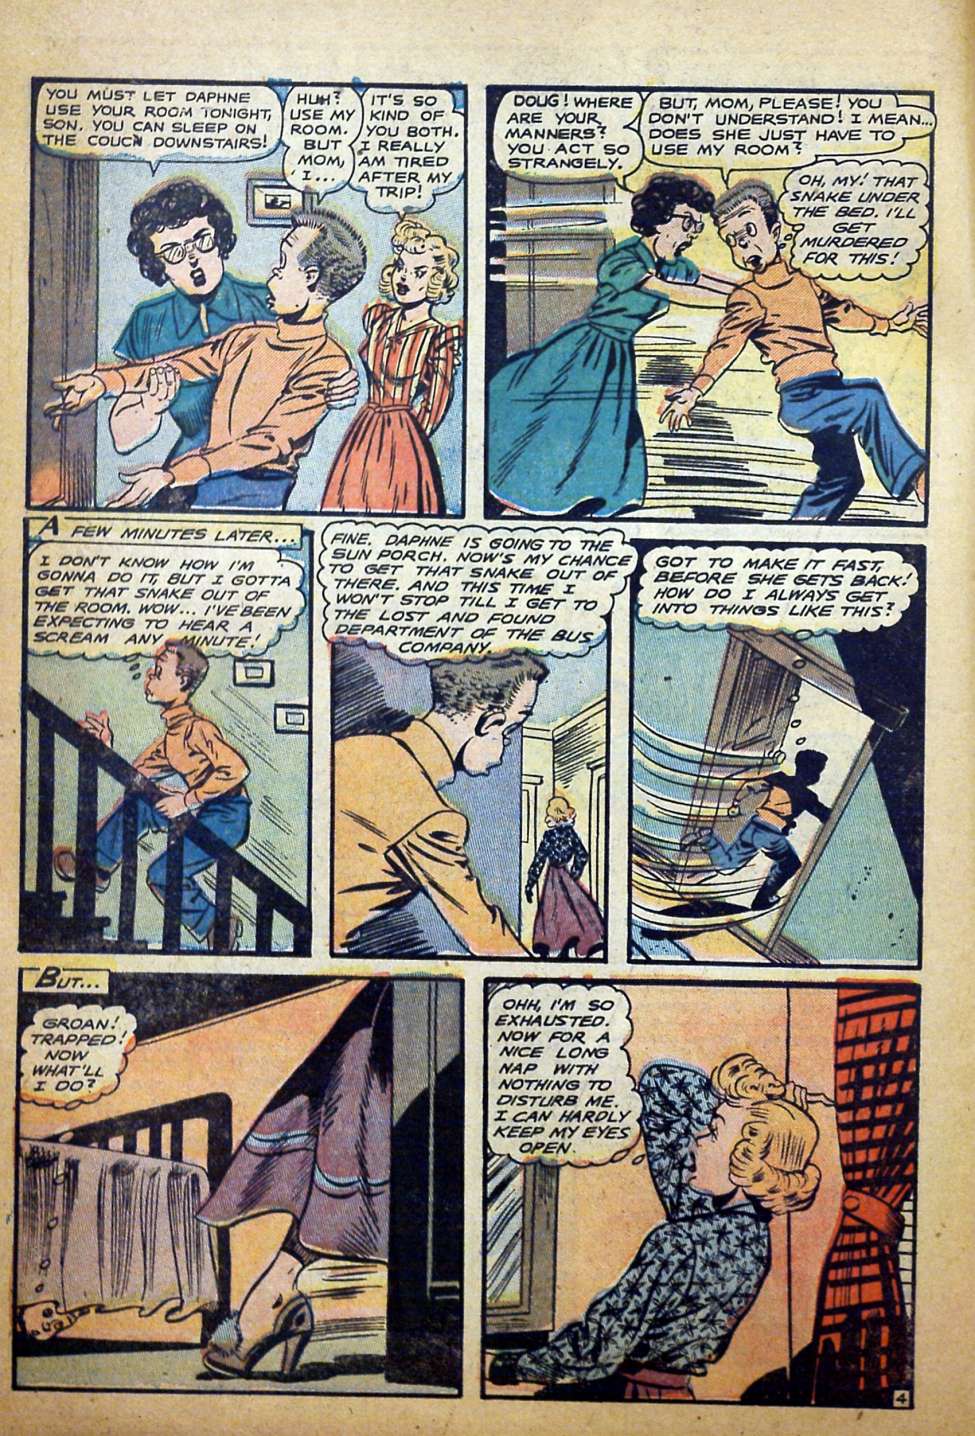 YOU MUST LET DAPHNE
USE YOUR ROOM TONIGHT,
SON. YOU CAN SLEEP ON
THE COUCH DOWNSTAIRS!
HUH?
USE MY
ROOM.
BUT
MOM,
I...
IT'S SO
KIND OF
YOU BOTH.
I REALLY
AM TIRED
AFTER MY
TRIP!
DOUG! WHERE
ARE YOUR
MANNERS?
YOU ACT SO
STRANGELY.
BUT, MOM, PLEASE! YOU
DON'T UNDERSTAND! I MEAN...
DOES SHE JUST HAVE TO
USE MY ROOM?
OH, MY! THAT
SNAKE UNDER
THE BED. I'LL
GET
MURDERED
FOR THIS!
A FEW MINUTES LATER...
I DON'T KNOW HOW I'M
GONNA DO IT, BUT I GOTTA
GET THAT SNAKE OUT OF
THE ROOM. WOW... I'VE BEEN
EXPECTING TO HEAR A
SCREAM ANY MINUTE!
FINE. DAPHNE IS GOING TO THE
SUN PORCH. NOW'S MY CHANCE
TO GET THAT SNAKE OUT OF
THERE. AND THIS TIME I
WON'T STOP TILL I GET TO
THE LOST AND FOUND
DEPARTMENT OF THE BUS
COMPANY.
GOT TO MAKE IT FAST,
BEFORE SHE GETS BACK!
HOW DO I ALWAYS GET
INTO THINGS LIKE THIS?
BUT...
GROAN!
TRAPPED!
NOW
WHAT'LL
I DO?
OHH, I'M SO
EXHAUSTED.
NOW FOR A
NICE LONG
NAP WITH
NOTHING TO
DISTURB ME.
I CAN HARDLY
KEEP MY EYES
OPEN.
4